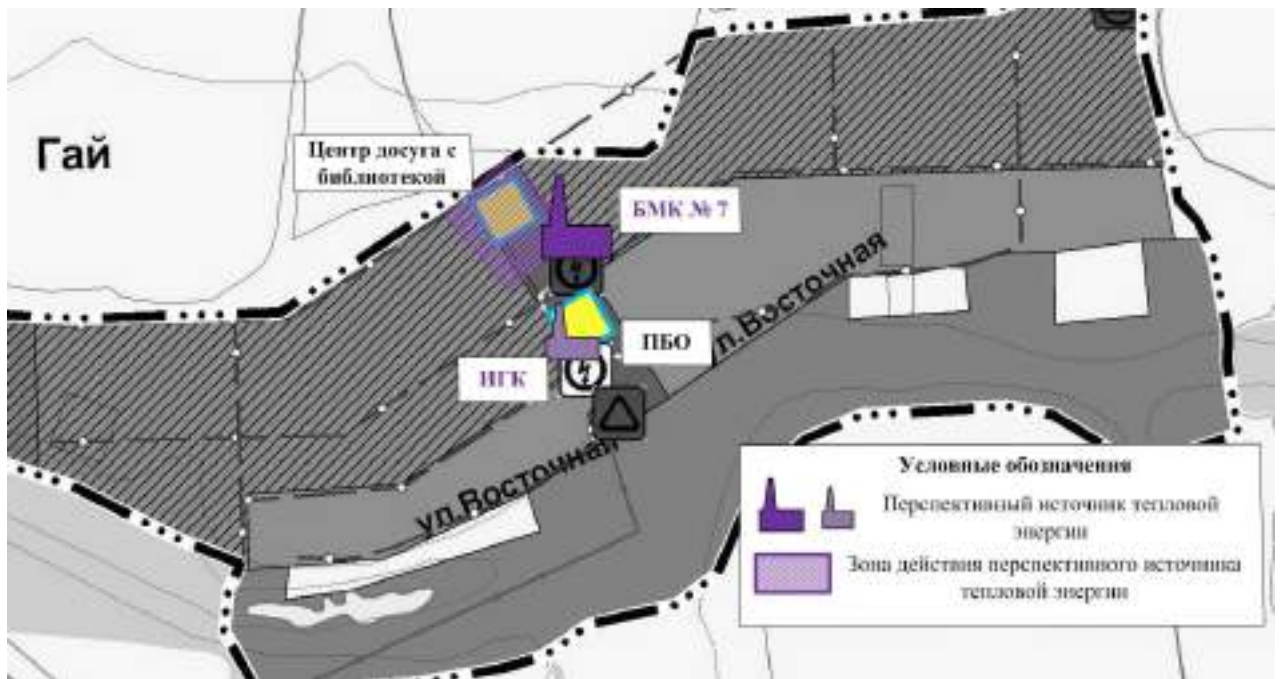 Гай
Центр досуга с
библиотекой
БМК № 7
ул.Восточная
ПБО
ИГК
ул.Восточная
Условные обозначения
Перспективный источник тепловой
энергии
Зона действия перспективного источника
тепловой энергии